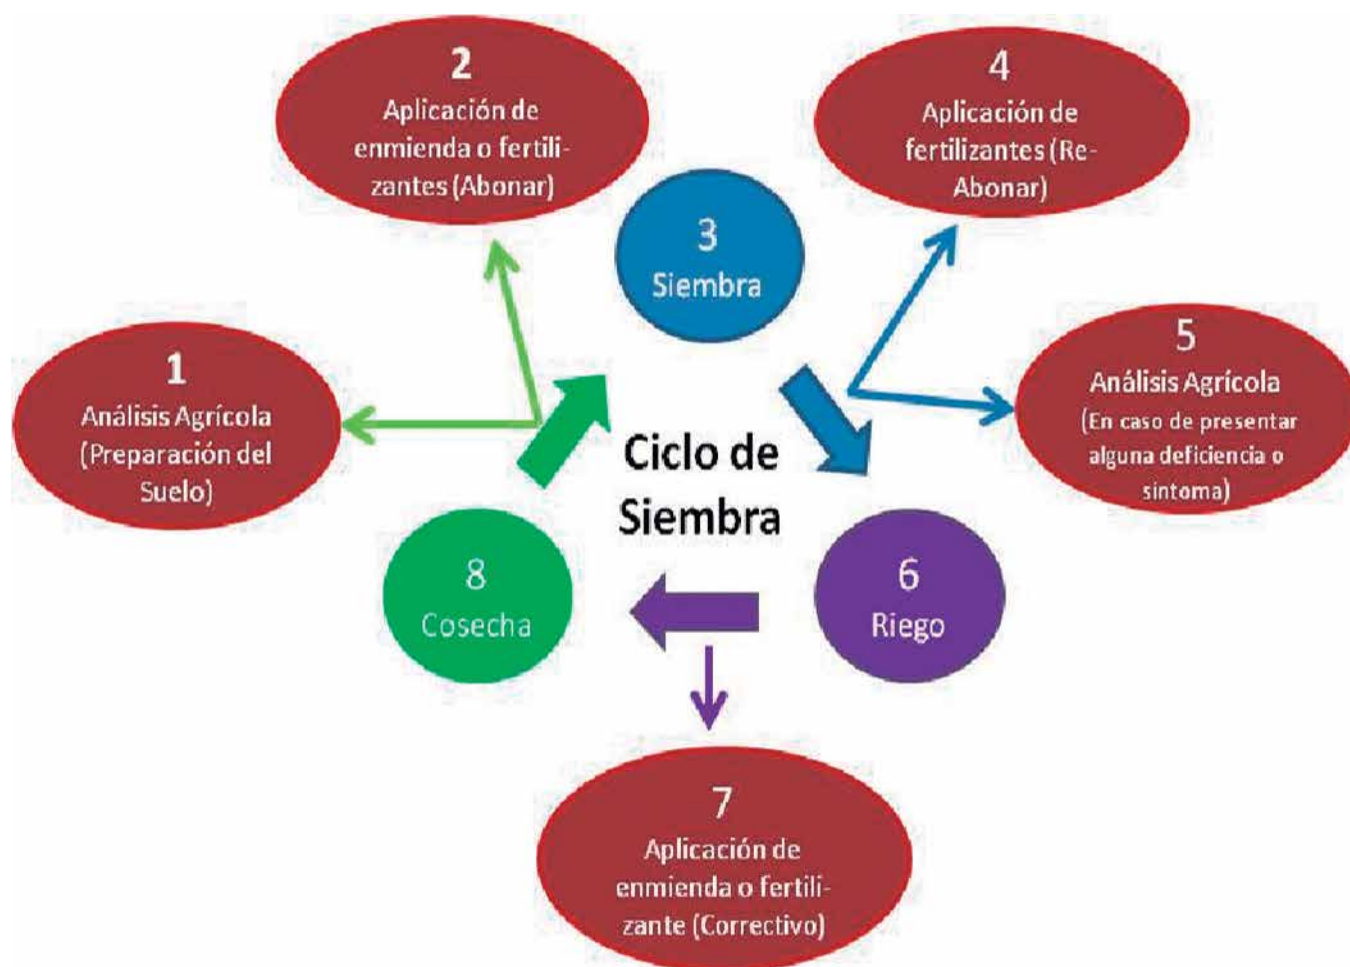 1
Análisis Agrícola
(Preparación del
Suelo)
2
Aplicación de
enmienda o fertili-
zantes (Abonar)
3
Siembra
4
Aplicación de
fertilizantes (Re-
Abonar)
5
Análisis Agrícola
(En caso de presentar
alguna deficiencia o
sintoma)
Ciclo de
Siembra
6
Riego
7
Aplicación de
enmienda o fertili-
zante (Correctivo)
8
Cosecha